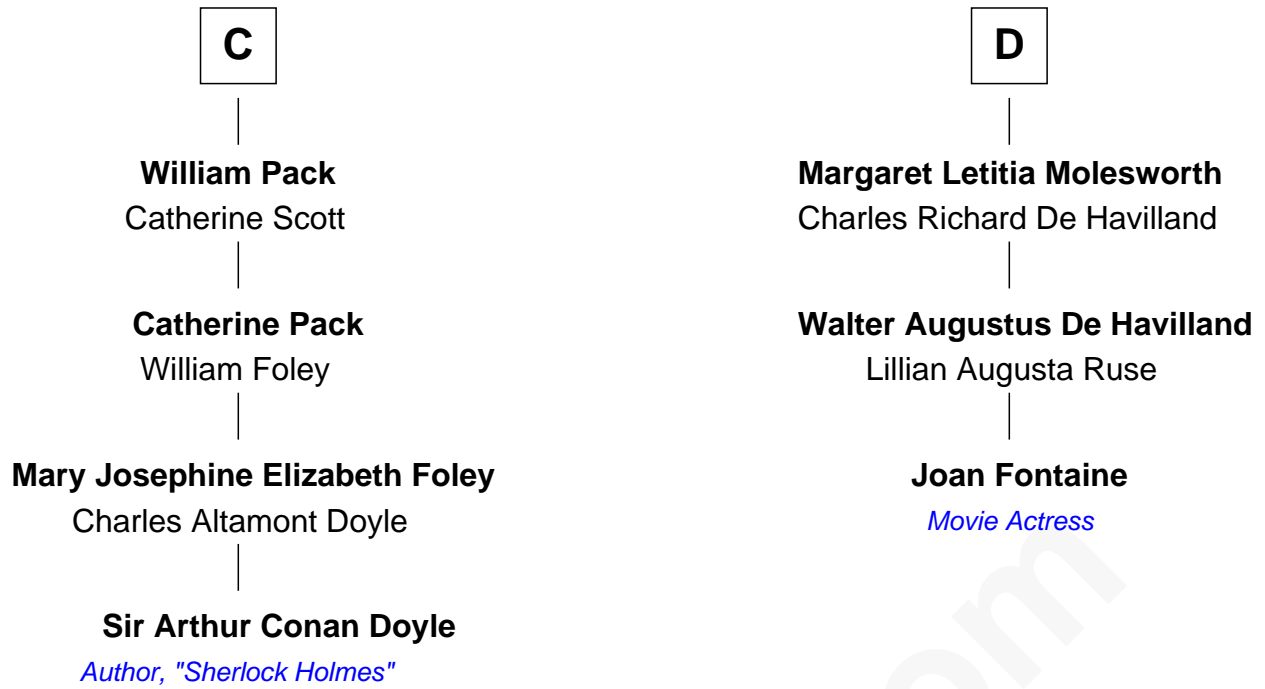 C
William Pack
Catherine Scott
Catherine Pack
William Foley
Mary Josephine Elizabeth Foley
Charles Altamont Doyle
Sir Arthur Conan Doyle
Author, "Sherlock Holmes"
D
Margaret Letitia Molesworth
Charles Richard De Havilland
Walter Augustus De Havilland
Lillian Augusta Ruse
Joan Fontaine
Movie Actress
om